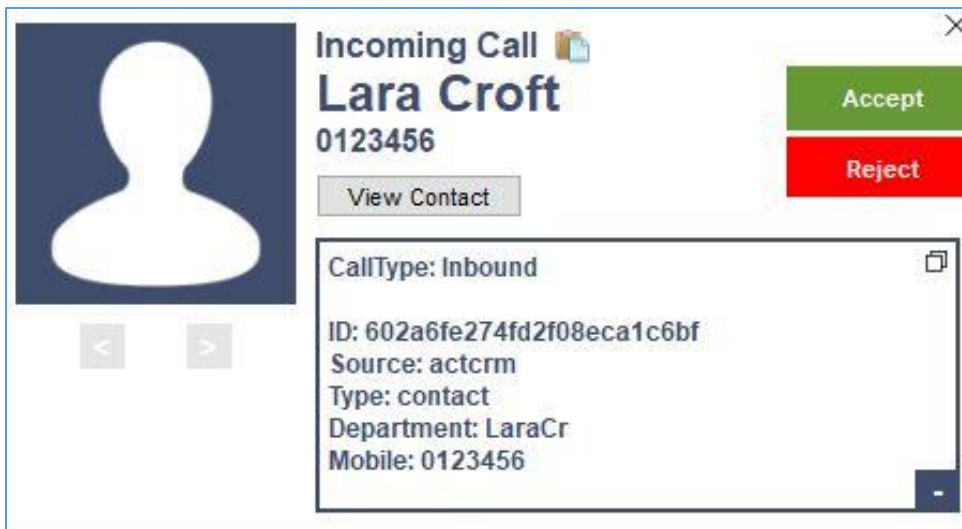 Incoming Call
Lara Croft
0123456
View Contact
Accept
Reject
CallType: Inbound
ID: 602a6fe274fd2f08eca1c6bf
Source: actcrm
Type: contact
Department: LaraCr
Mobile: 0123456
< >
-